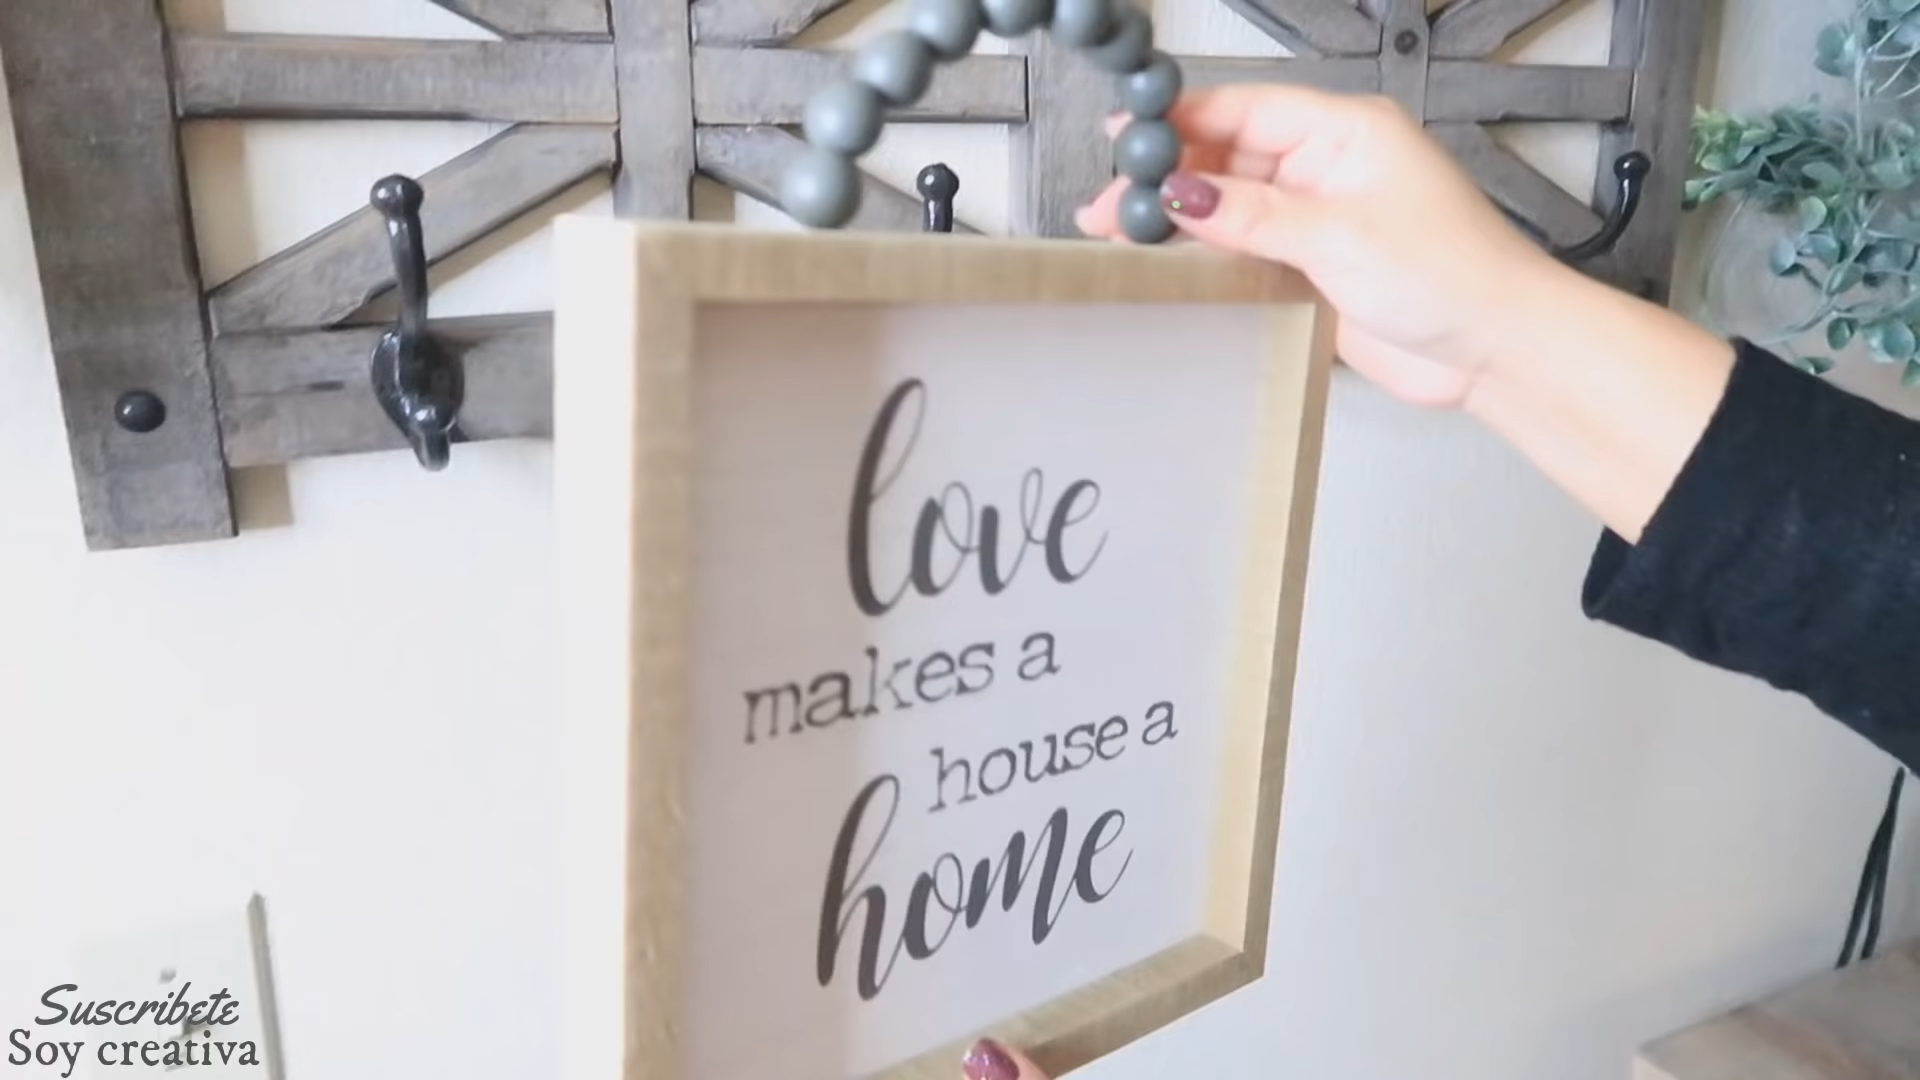 love
makes a
house a
home
Suscribete
Soy creativa